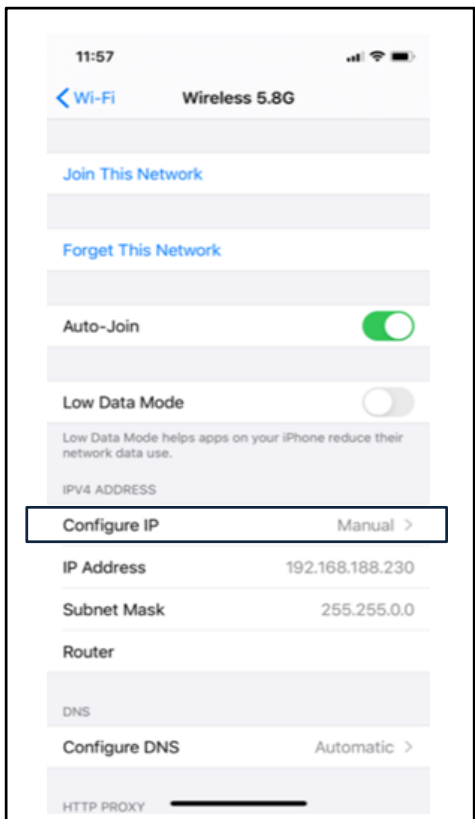 11:57
Wi-Fi Wireless 5.8G
Join This Network
Forget This Network
Auto-Join
Low Data Mode
Low Data Mode helps apps on your iPhone reduce their
network data use.
IPV4 ADDRESS
Configure IP Manual
IP Address 192.168.188.230
Subnet Mask 255.255.0.0
Router
DNS
Configure DNS Automatic
HTTP PROXY